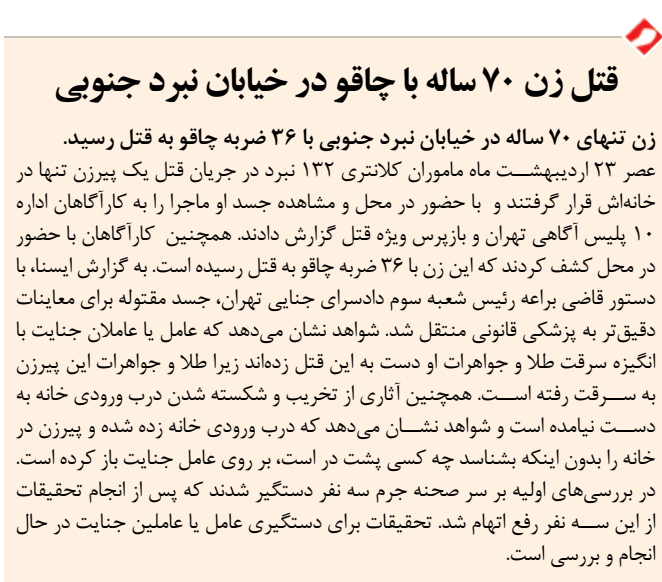 قتل زن ۷۰ ساله با چاقو در خیابان نبرد جنوبی
زن تنهای ۷۰ ساله در خیابان نبرد جنوبی با ۳۶ ضربه چاقو به قتل رسید.
عصر ۲۳ اردیبهشت ماه ماموران کلانتری ۱۳۲ نبرد در جریان قتل یک پیرزن تنها در
خانه‌اش قرار گرفتند و با حضور در محل و مشاهده جسد او ماجرا را به کارآگاهان اداره
۱۰ پلیس آگاهی تهران و بازپرس ویژه قتل گزارش دادند. همچنین کارآگاهان با حضور
در محل کشف کردند که این زن با ۳۶ ضربه چاقو به قتل رسیده است. به گزارش ایسنا، با
دستور قاضی براعه رئیس شعبه سوم دادسرای جنایی تهران، جسد مقتوله برای معاینات
دقیق‌تر به پزشکی قانونی منتقل شد. شواهد نشان می‌دهد که عامل یا عاملان جنایت با
انگیزه سرقت طلا و جواهرات او دست به این قتل زده‌اند زیرا طلا و جواهرات این پیرزن
به سرقت رفته است. همچنین آثاری از تخریب و شکسته شدن درب ورودی خانه به
دست نیامده است و شواهد نشان می‌دهد که درب ورودی خانه زده شده و پیرزن در
خانه را بدون اینکه بشناسد چه کسی پشت در است، بر روی عامل جنایت باز کرده است.
در بررسی‌های اولیه بر سر صحنه جرم سه نفر دستگیر شدند که پس از انجام تحقیقات
از این سه نفر رفع اتهام شد. تحقیقات برای دستگیری عامل یا عاملین جنایت در حال
انجام و بررسی است.